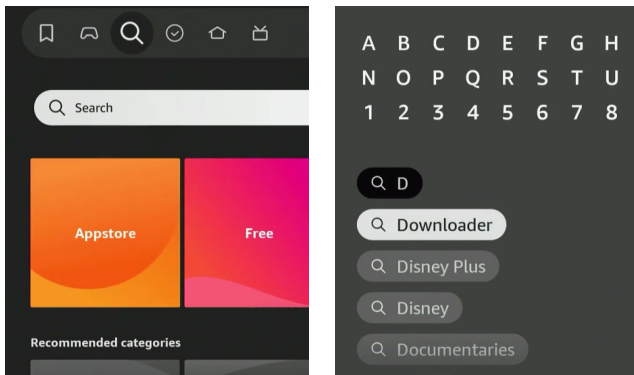 Search
Appstore
Free
Recommended categories
A B C D E F G H
N O P Q R S T U
1 2 3 4 5 6 7 8
D
Downloader
Disney Plus
Disney
Documentaries